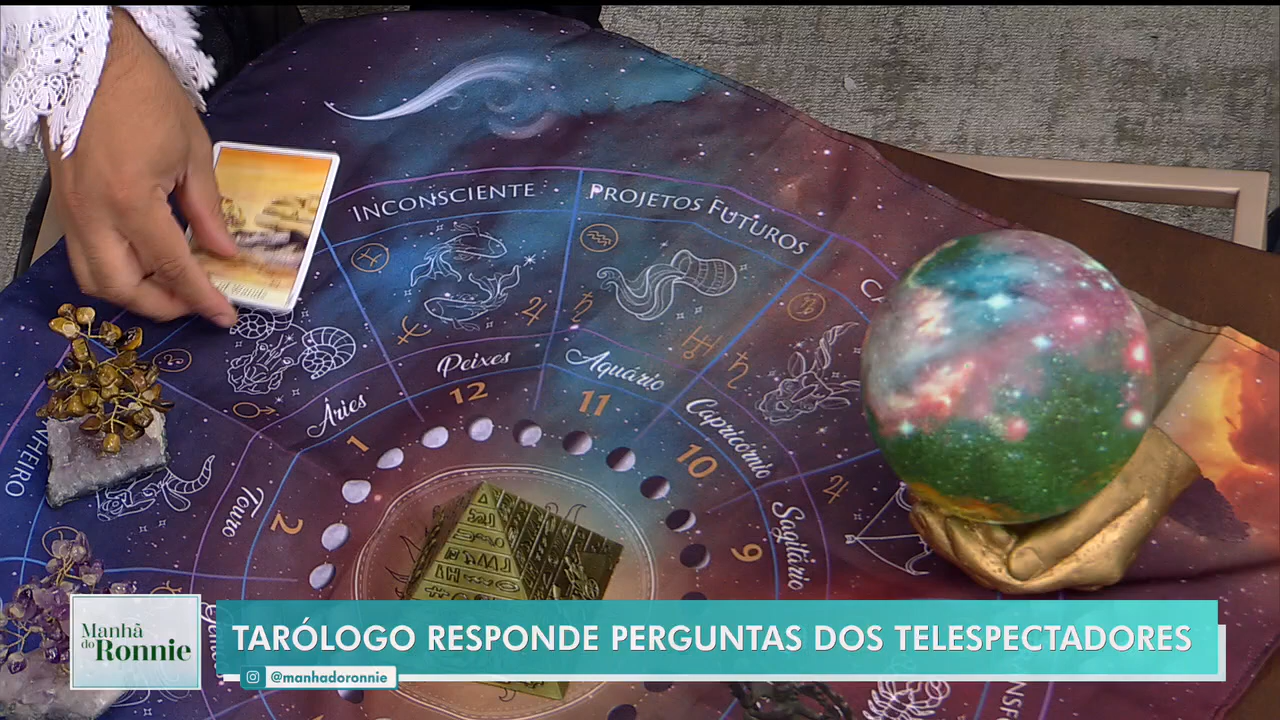 INCONSCIENTE
PROJETOS FUTUROS
Peixes
Aquário
Áries
12
11
1
Capricórnio
10
Touro
2
Sagitário
9
Manhã
do Ronnie
TARÓLOGO RESPONDE PERGUNTAS DOS TELESPECTADORES
@manhadoronnie